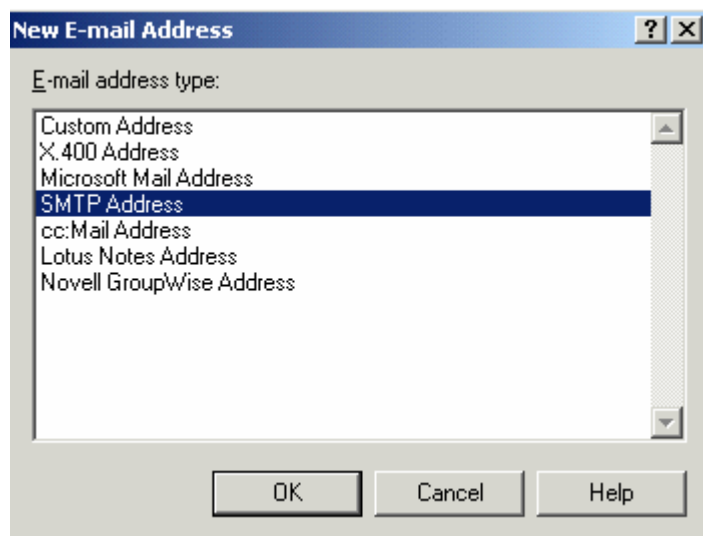 New E-mail Address
E-mail address type:
Custom Address
X.400 Address
Microsoft Mail Address
SMTP Address
cc:Mail Address
Lotus Notes Address
Novell GroupWise Address
OK Cancel Help